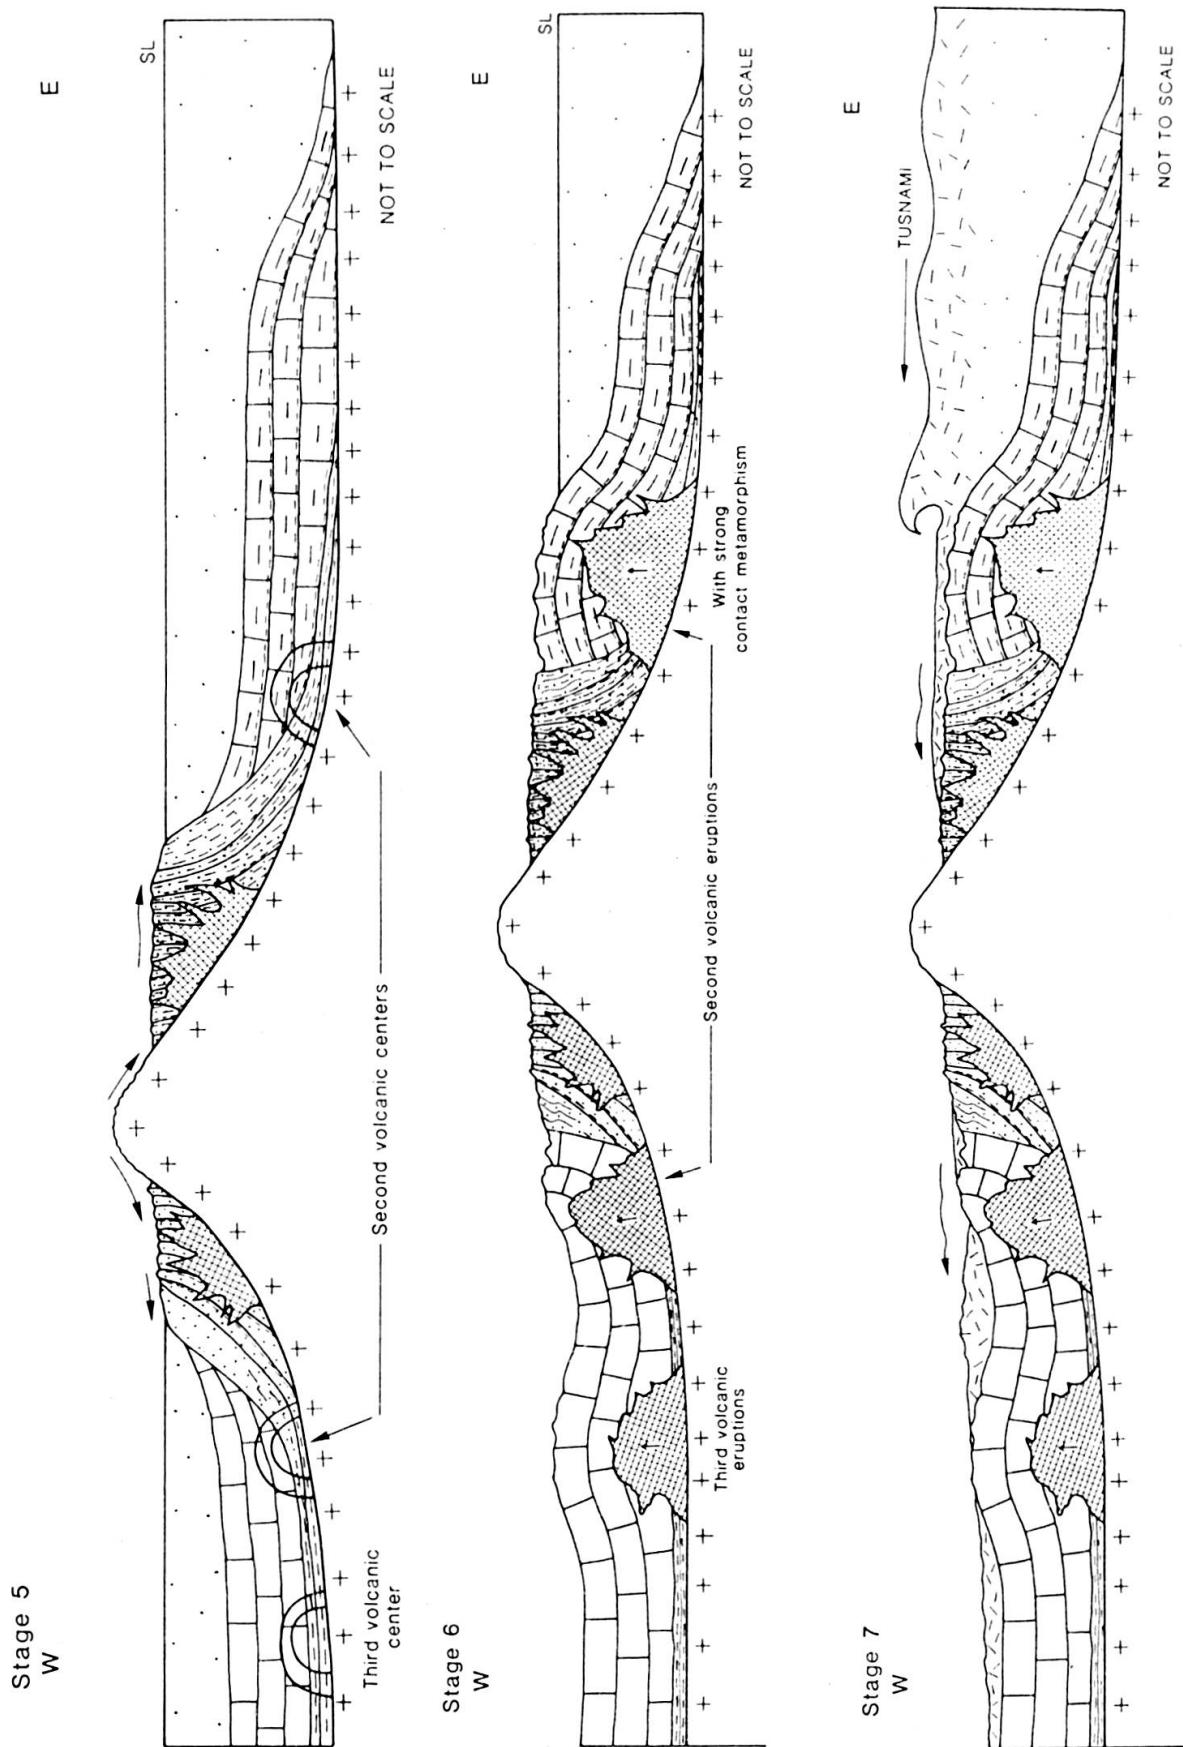 Stage 5
W
E
SL
Third volcanic
center
Second volcanic centers
NOT TO SCALE
Stage 6
W
E
SL
Third volcanic
eruptions
Second volcanic eruptions
With strong
contact metamorphism
NOT TO SCALE
Stage 7
W
E
TUSNAMI
NOT TO SCALE